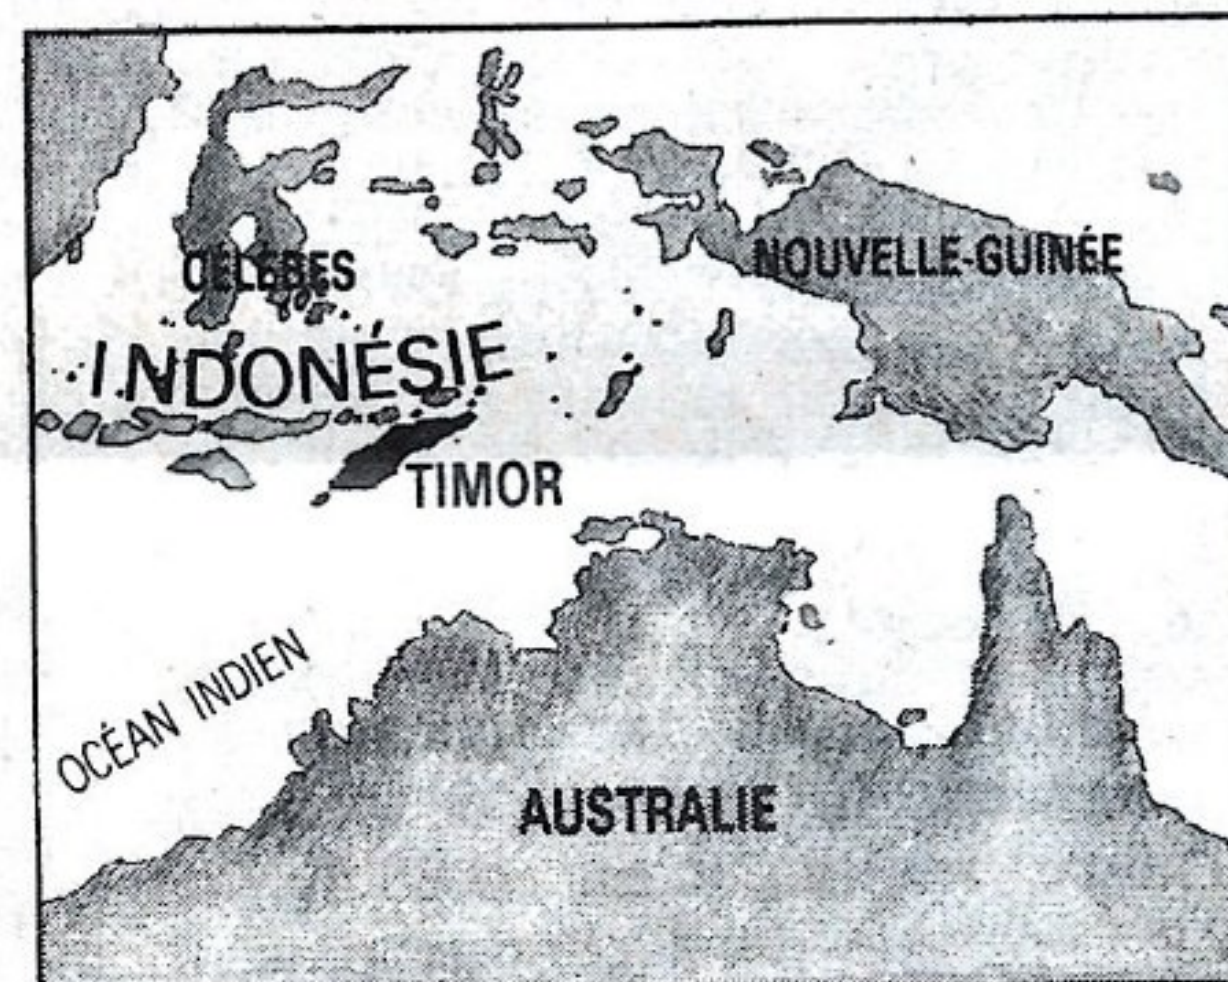 CÉLÈBES
NOUVELLE-GUINÉE
INDONÉSIE
TIMOR
OCÉAN INDIEN
AUSTRALIE